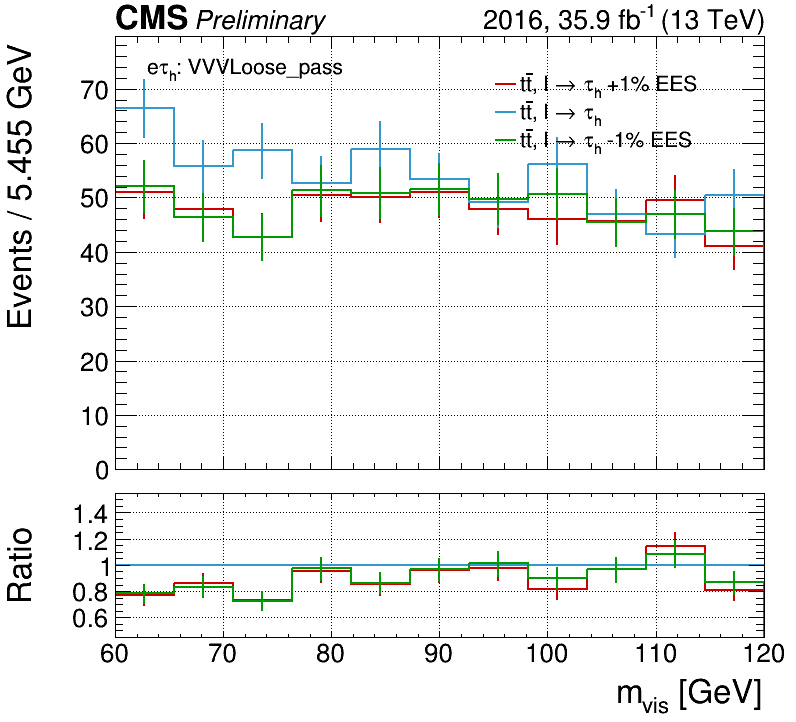 CMS Preliminary 2016, 35.9 fb⁻¹ (13 TeV)
eτh: VVVLoose_pass
tt̄, l → τh +1% EES
tt̄, l → τh
tt̄, l → τh -1% EES
Events / 5.455 GeV
70
60
50
40
30
20
10
0
Ratio
1.4
1.2
1
0.8
0.6
60 70 80 90 100 110 120
mvis [GeV]